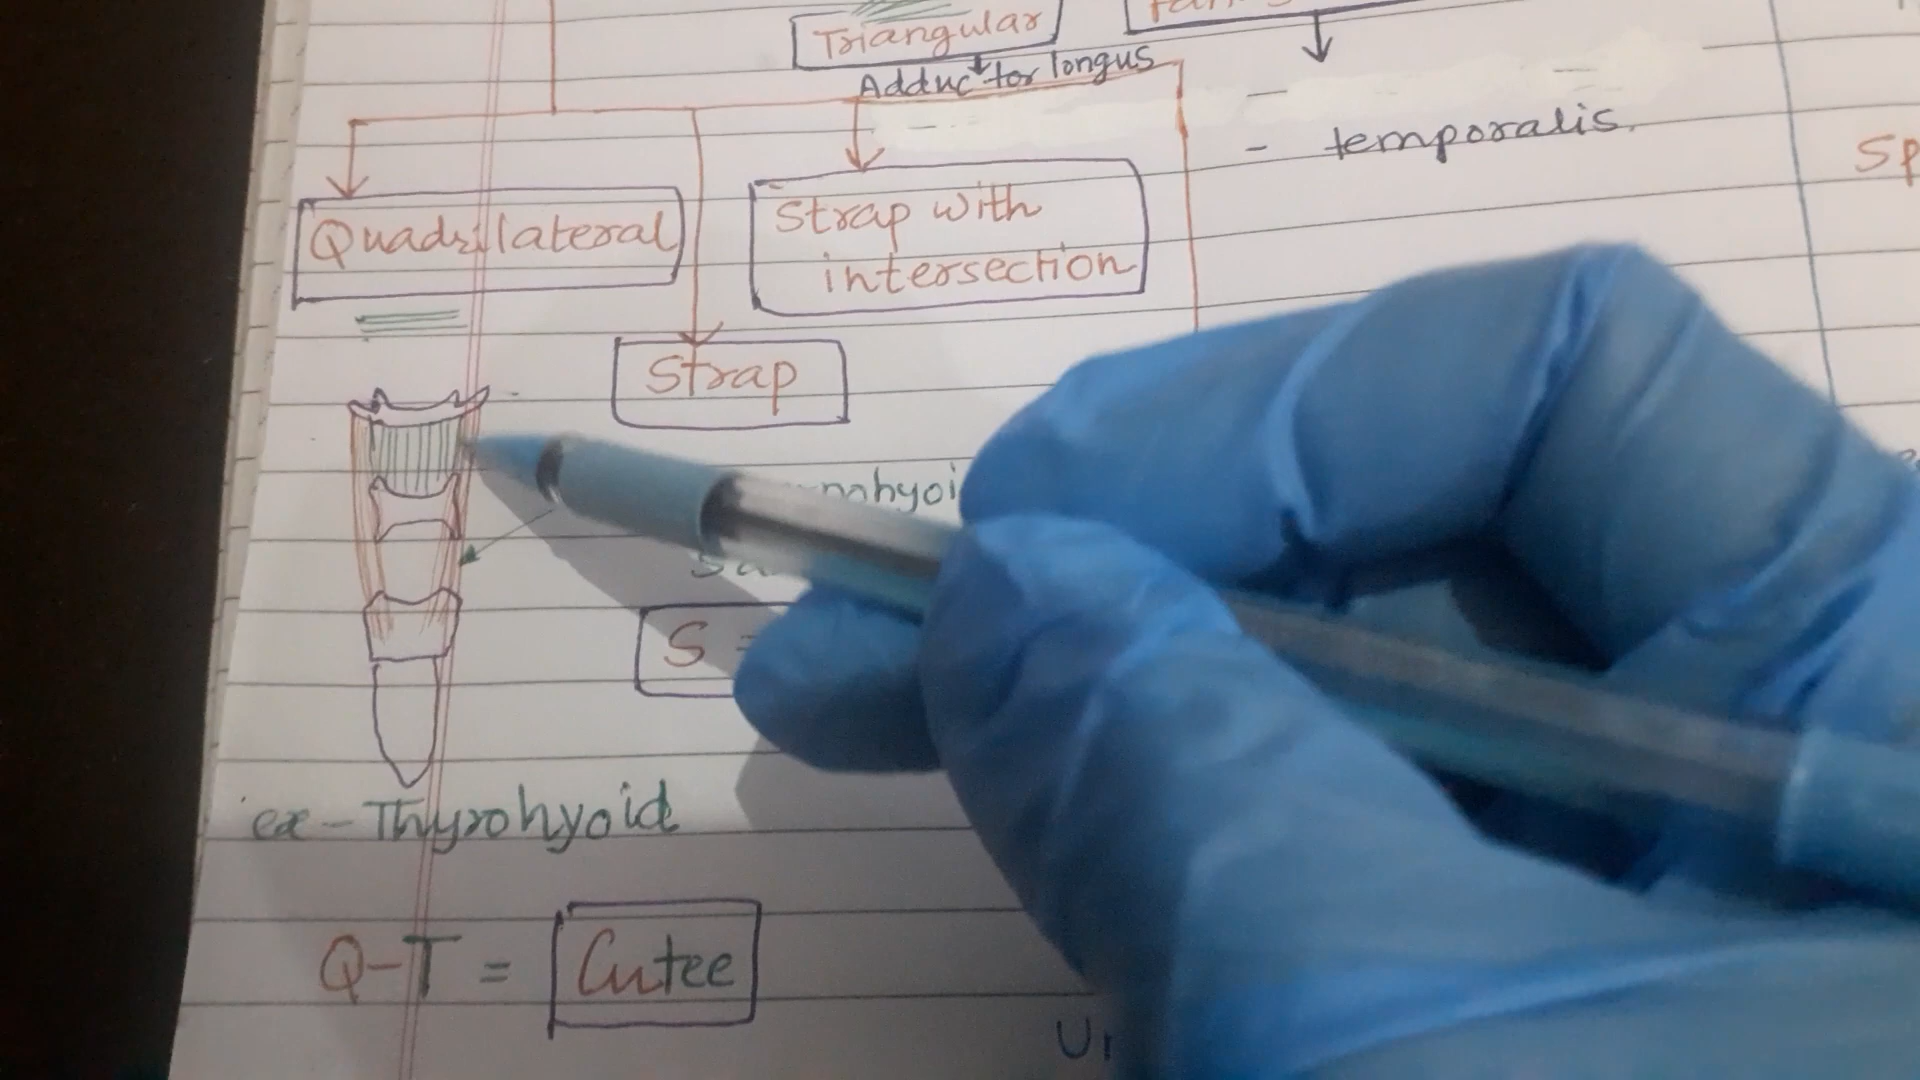 Triangular
Adductor longus
- temporalis.
Quadrilateral
Strap with
intersection
Strap
S =
ex - Thyrohyoid
Q-T = Cutee